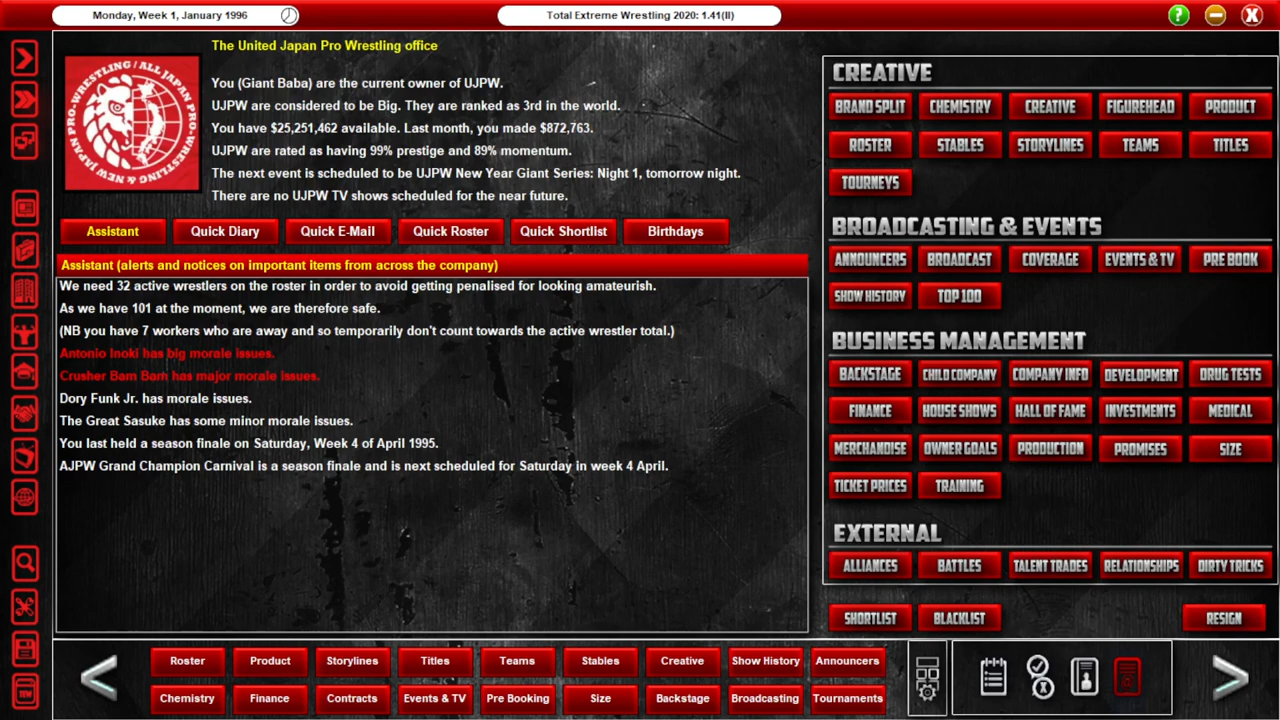 Monday, Week 1, January 1996
Total Extreme Wrestling 2020: 1.41(II)
?
X
NEW JAPAN PRO-WRESTLING / ALL JAPAN PRO-WRESTLING &
The United Japan Pro Wrestling office
You (Giant Baba) are the current owner of UJPW.
UJPW are considered to be Big. They are ranked as 3rd in the world.
You have $25,251,462 available. Last month, you made $872,763.
UJPW are rated as having 99% prestige and 89% momentum.
The next event is scheduled to be UJPW New Year Giant Series: Night 1, tomorrow night.
There are no UJPW TV shows scheduled for the near future.
Assistant
Quick Diary
Quick E-Mail
Quick Roster
Quick Shortlist
Birthdays
Assistant (alerts and notices on important items from across the company)
We need 32 active wrestlers on the roster in order to avoid getting penalised for looking amateurish.
As we have 101 at the moment, we are therefore safe.
(NB you have 7 workers who are away and so temporarily don't count towards the active wrestler total.)
Antonio Inoki has big morale issues.
Crusher Bam Bam has major morale issues.
Dory Funk Jr. has morale issues.
The Great Sasuke has some minor morale issues.
You last held a season finale on Saturday, Week 4 of April 1995.
AJPW Grand Champion Carnival is a season finale and is next scheduled for Saturday in week 4 April.
CREATIVE
BRAND SPLIT
CHEMISTRY
CREATIVE
FIGUREHEAD
PRODUCT
ROSTER
STABLES
STORYLINES
TEAMS
TITLES
TOURNEYS
BROADCASTING & EVENTS
ANNOUNCERS
BROADCAST
COVERAGE
EVENTS & TV
PRE BOOK
SHOW HISTORY
TOP 100
BUSINESS MANAGEMENT
BACKSTAGE
CHILD COMPANY
COMPANY INFO
DEVELOPMENT
DRUG TESTS
FINANCE
HOUSE SHOWS
HALL OF FAME
INVESTMENTS
MEDICAL
MERCHANDISE
OWNER GOALS
PRODUCTION
PROMISES
SIZE
TICKET PRICES
TRAINING
EXTERNAL
ALLIANCES
BATTLES
TALENT TRADES
RELATIONSHIPS
DIRTY TRICKS
SHORTLIST
BLACKLIST
RESIGN
Roster
Product
Storylines
Titles
Teams
Stables
Creative
Show History
Announcers
Chemistry
Finance
Contracts
Events & TV
Pre Booking
Size
Backstage
Broadcasting
Tournaments
TEW